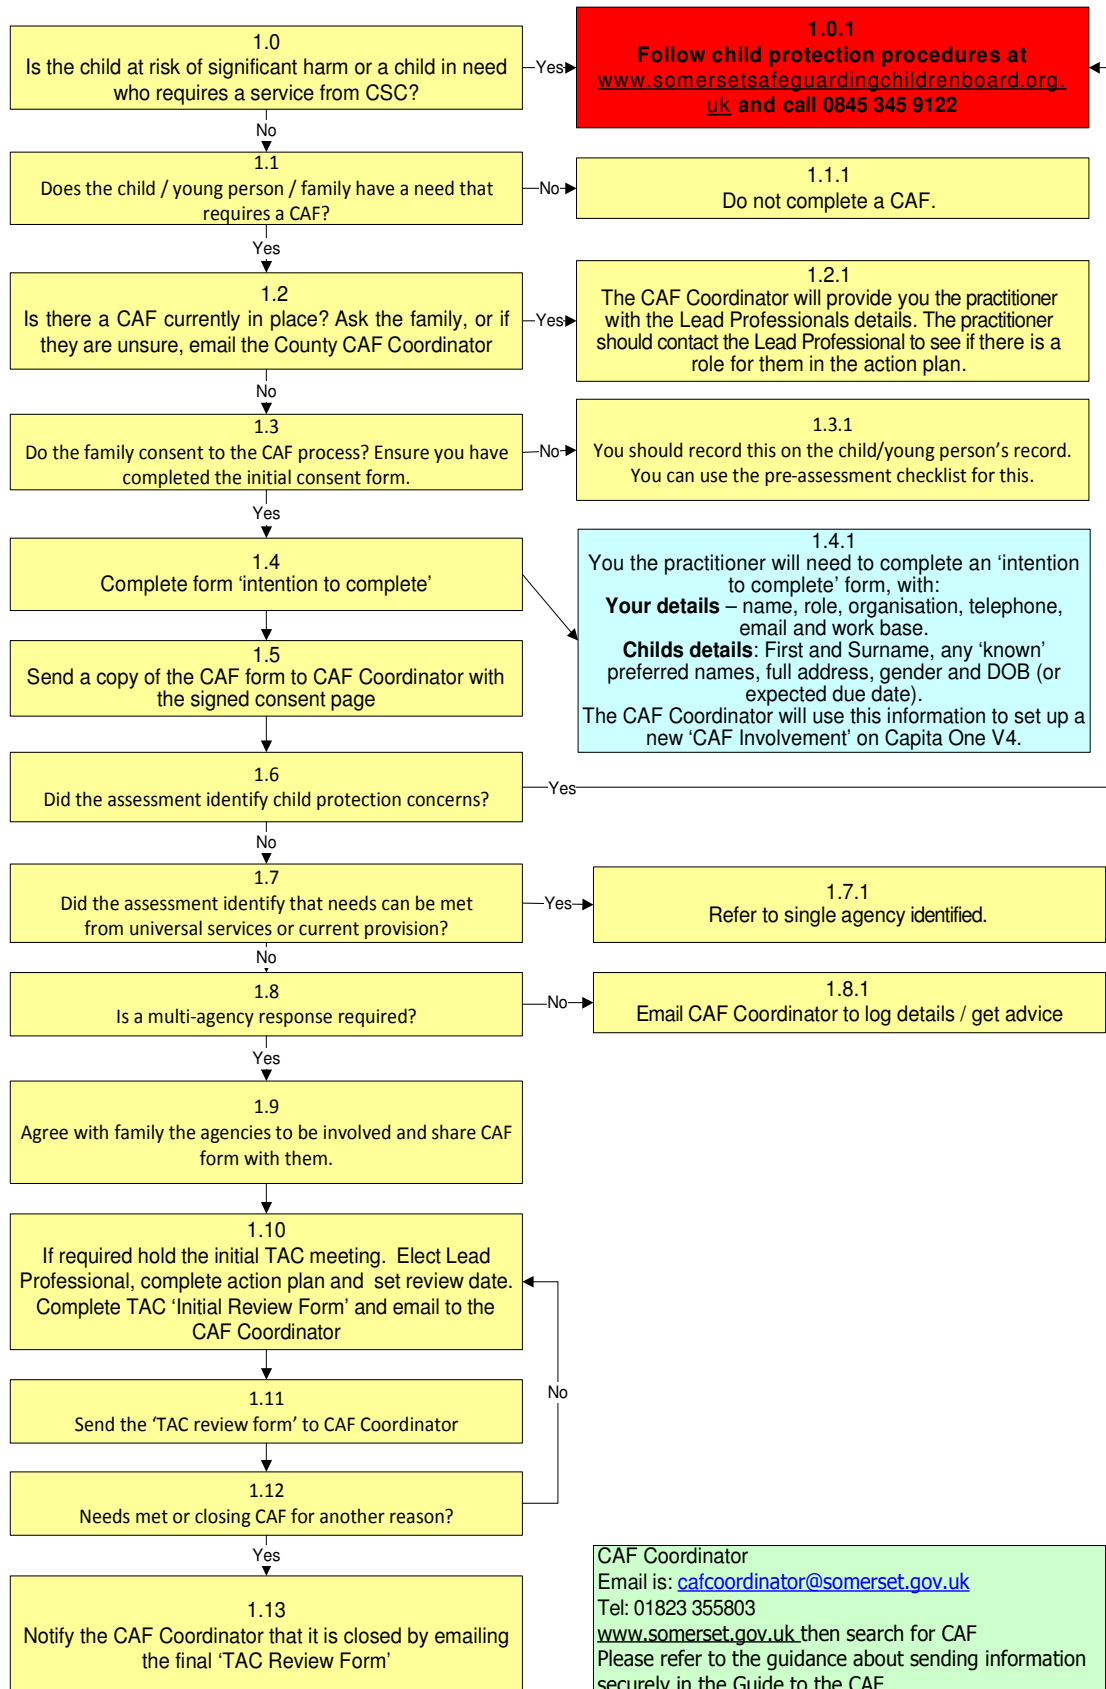 1.0
Is the child at risk of significant harm or a child in need
who requires a service from CSC?
Yes
1.0.1
Follow child protection procedures at
www.somersetsafeguardingchildrenboard.org.
uk and call 0845 345 9122
No
1.1
Does the child / young person / family have a need that
requires a CAF?
No
1.1.1
Do not complete a CAF.
Yes
1.2
Is there a CAF currently in place? Ask the family, or if
they are unsure, email the County CAF Coordinator
Yes
1.2.1
The CAF Coordinator will provide you the practitioner
with the Lead Professionals details. The practitioner
should contact the Lead Professional to see if there is a
role for them in the action plan.
No
1.3
Do the family consent to the CAF process? Ensure you have
completed the initial consent form.
No
1.3.1
You should record this on the child/young person’s record.
You can use the pre-assessment checklist for this.
Yes
1.4
Complete form ‘intention to complete’
1.4.1
You the practitioner will need to complete an ‘intention
to complete’ form, with:
Your details – name, role, organisation, telephone,
email and work base.
Childs details: First and Surname, any ‘known’
preferred names, full address, gender and DOB (or
expected due date).
The CAF Coordinator will use this information to set up a
new ‘CAF Involvement’ on Capita One V4.
1.5
Send a copy of the CAF form to CAF Coordinator with
the signed consent page
1.6
Did the assessment identify child protection concerns?
Yes
No
1.7
Did the assessment identify that needs can be met
from universal services or current provision?
Yes
1.7.1
Refer to single agency identified.
No
1.8
Is a multi-agency response required?
No
1.8.1
Email CAF Coordinator to log details / get advice
Yes
1.9
Agree with family the agencies to be involved and share CAF
form with them.
1.10
If required hold the initial TAC meeting. Elect Lead
Professional, complete action plan and set review date.
Complete TAC ‘Initial Review Form’ and email to the
CAF Coordinator
No
1.11
Send the ‘TAC review form’ to CAF Coordinator
1.12
Needs met or closing CAF for another reason?
Yes
1.13
Notify the CAF Coordinator that it is closed by emailing
the final ‘TAC Review Form’
CAF Coordinator
Email is: cafcoordinator@somerset.gov.uk
Tel: 01823 355803
www.somerset.gov.uk then search for CAF
Please refer to the guidance about sending information
securely in the Guide to the CAF